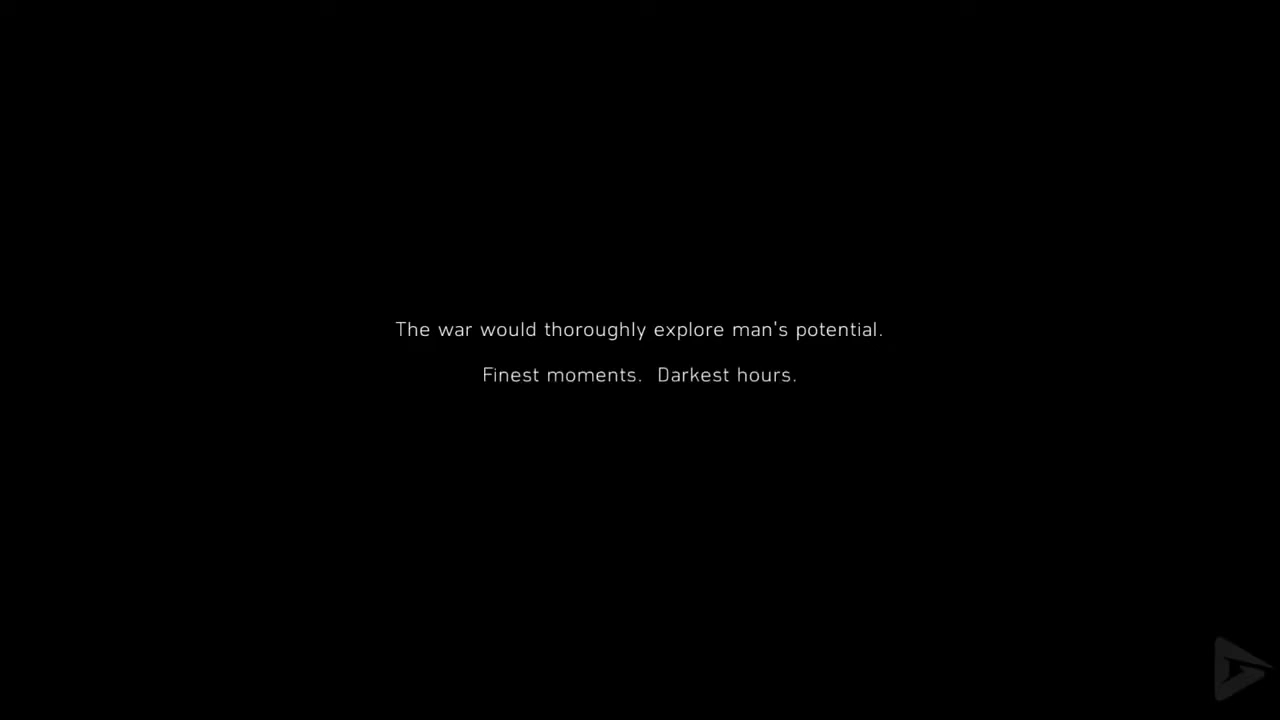 The war would thoroughly explore man's potential.
Finest moments.  Darkest hours.